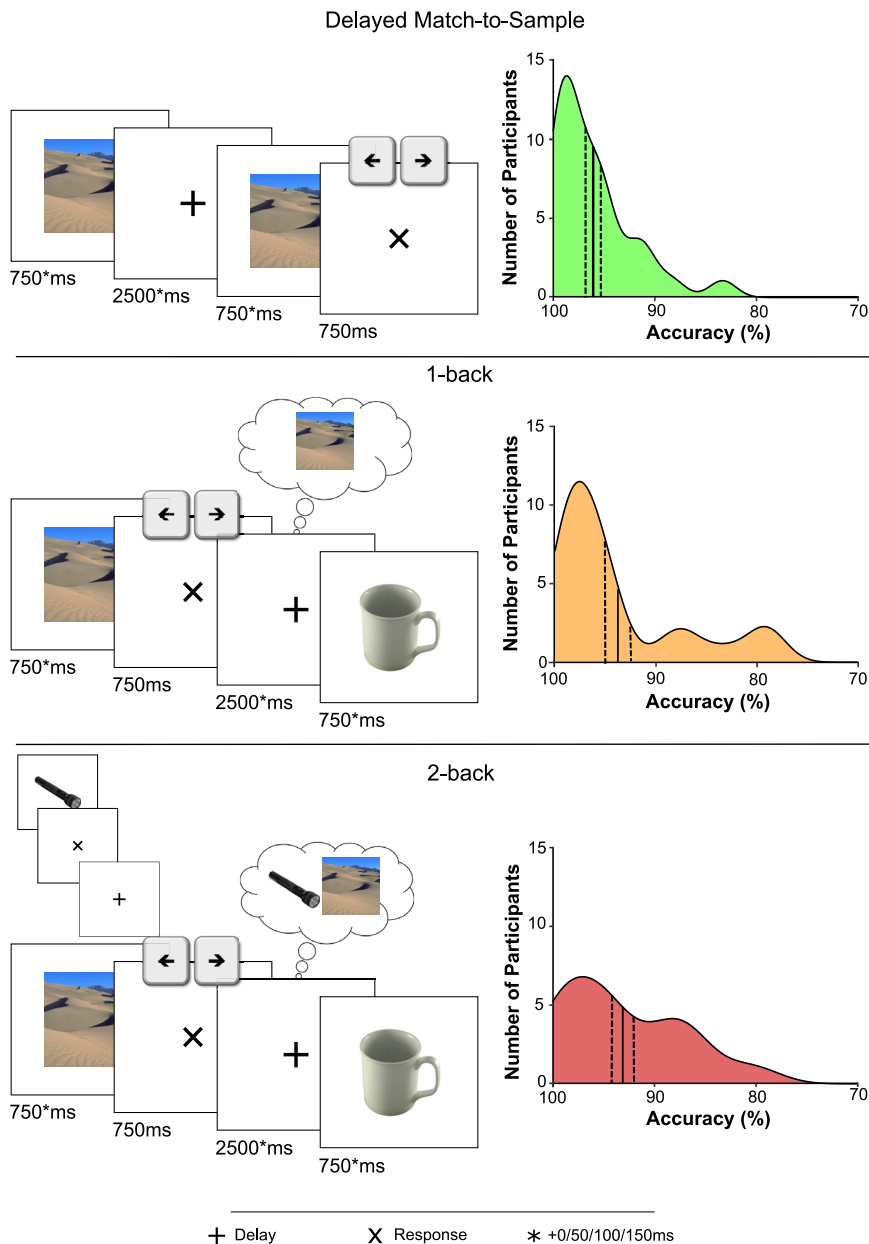 Delayed Match-to-Sample
750*ms
2500*ms
750*ms
750ms
Number of Participants
15
10
5
0
100
90
80
70
Accuracy (%)
1-back
750*ms
750ms
2500*ms
750*ms
Number of Participants
15
10
5
0
100
90
80
70
Accuracy (%)
2-back
750*ms
750ms
2500*ms
750*ms
Number of Participants
15
10
5
0
100
90
80
70
Accuracy (%)
+ Delay
X Response
* +0/50/100/150ms